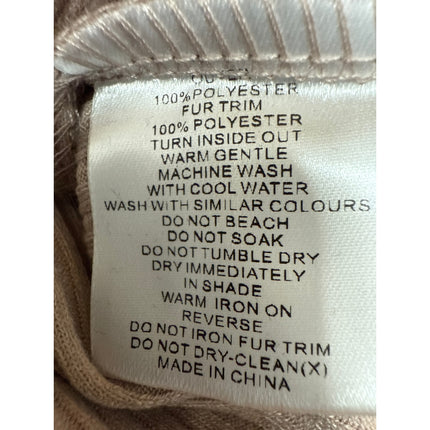 OUTER
100%POLYESTER
FUR TRIM
100% POLYESTER
TURN INSIDE OUT
WARM GENTLE
MACHINE WASH
WITH COOL WATER
WASH WITH SIMILAR COLOURS
DO NOT BEACH
DO NOT SOAK
DO NOT TUMBLE DRY
DRY IMMEDIATELY
IN SHADE
WARM IRON ON
REVERSE
DO NOT IRON FUR TRIM
DO NOT DRY-CLEAN(X)
MADE IN CHINA